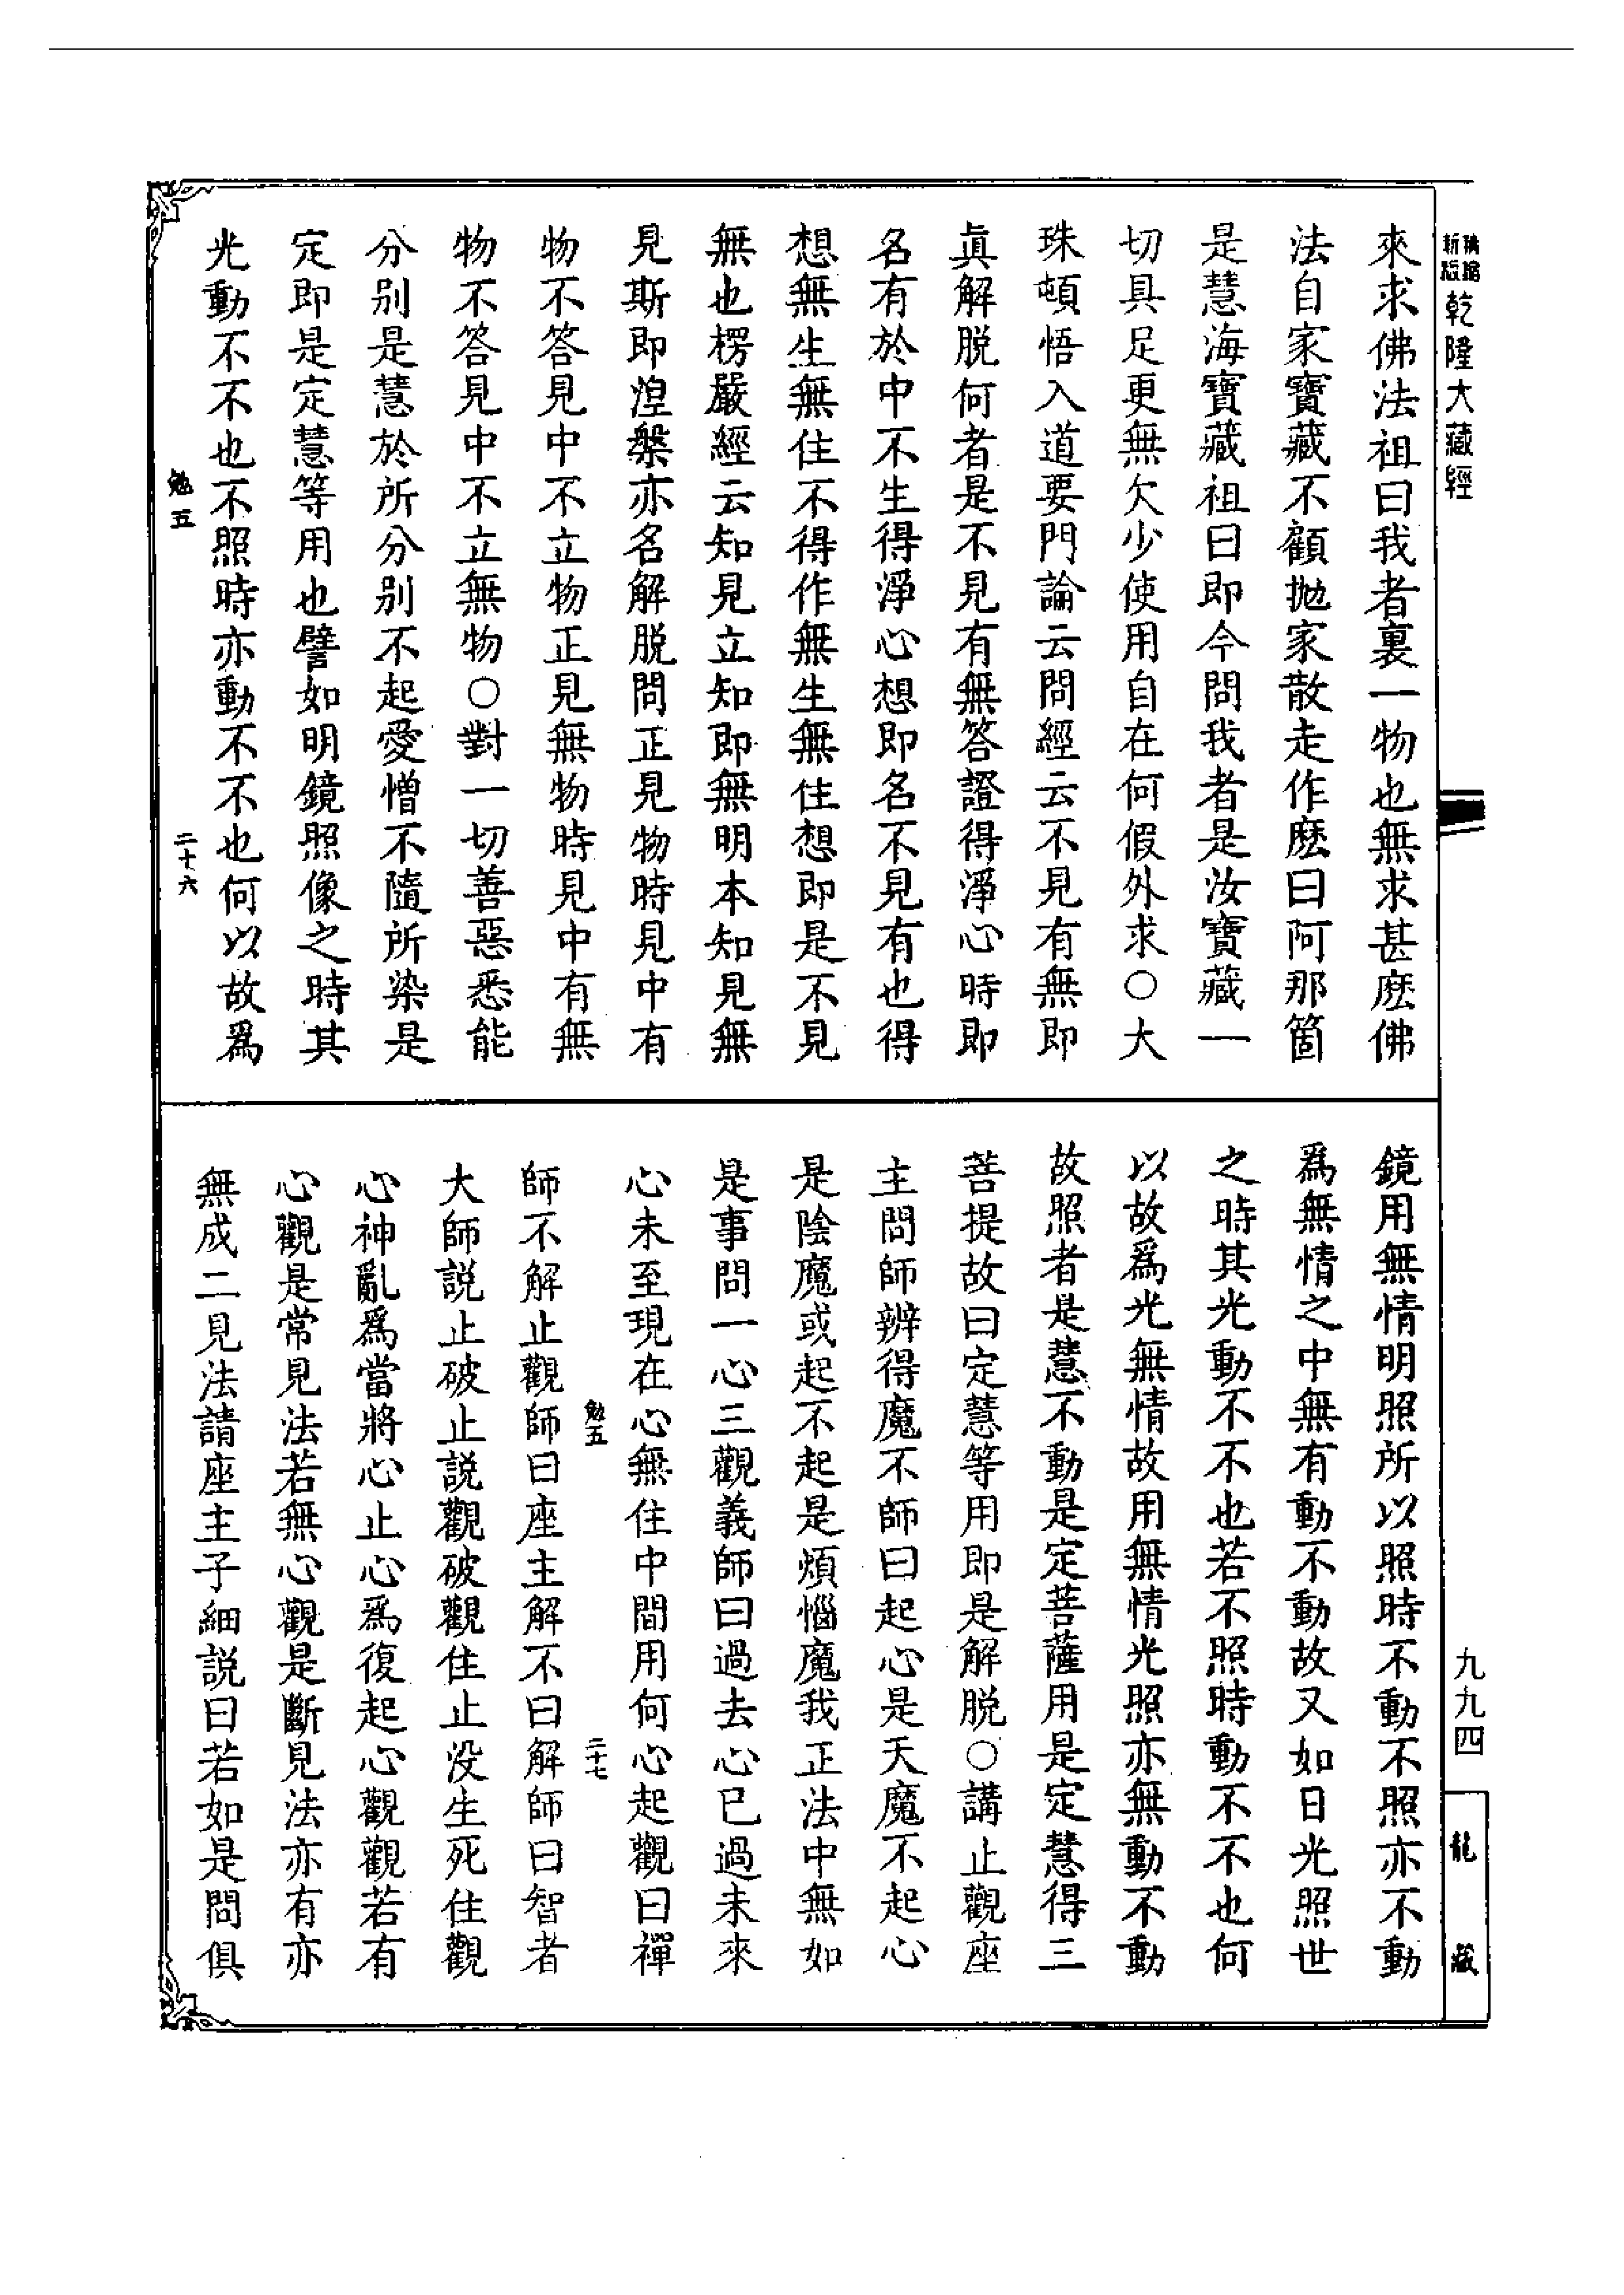 乾隆大藏經
來求佛法祖曰我者裏一物也無求甚麽佛
法自家寶藏不顧拋家散走作麽曰阿那箇
是慧海寶藏祖曰即今問我者是汝寶藏一
切具足更無欠少使用自在何假外求○大
珠頓悟入道要門論云問經云不見有無即
眞解脱何者是不見有無答證得淨心時即
名有於中不生得淨心想即名不見有也得
想無生無住不得作無生無住想即是不見
無也楞嚴經云知見立知即無明本知見無
見斯即涅槃亦名解脱問正見物時見中有
物不答見中不立物正見無物時見中有無
物不答見中不立無物○對一切善惡悉能
分别是慧於所分别不起愛憎不隨所染是
定即是定慧等用也譬如明鏡照像之時其
光動不不也不照時亦動不不也何以故爲
勉五
二十六
鏡用無情明照所以照時不動不照亦不動
爲無情之中無有動不動故又如日光照世
之時其光動不不也若不照時動不不也何
以故爲光無情故用無情光照亦無動不動
故照者是慧不動是定菩薩用是定慧得三
菩提故曰定慧等用即是解脱○講止觀座
主問師辨得魔不師曰起心是天魔不起心
是陰魔或起不起是煩惱魔我正法中無如
是事問一心三觀義師曰過去心已過未來
心未至現在心無住中間用何心起觀曰禪
勉五
二十七
師不解止觀師曰座主解不曰解師曰智者
大師説止破止説觀破觀住止没生死住觀
心神亂爲當將心止心爲復起心觀觀若有
心觀是常見法若無心觀是斷見法亦有亦
無成二見法請座主子細説曰若如是問俱
九九四
龍藏